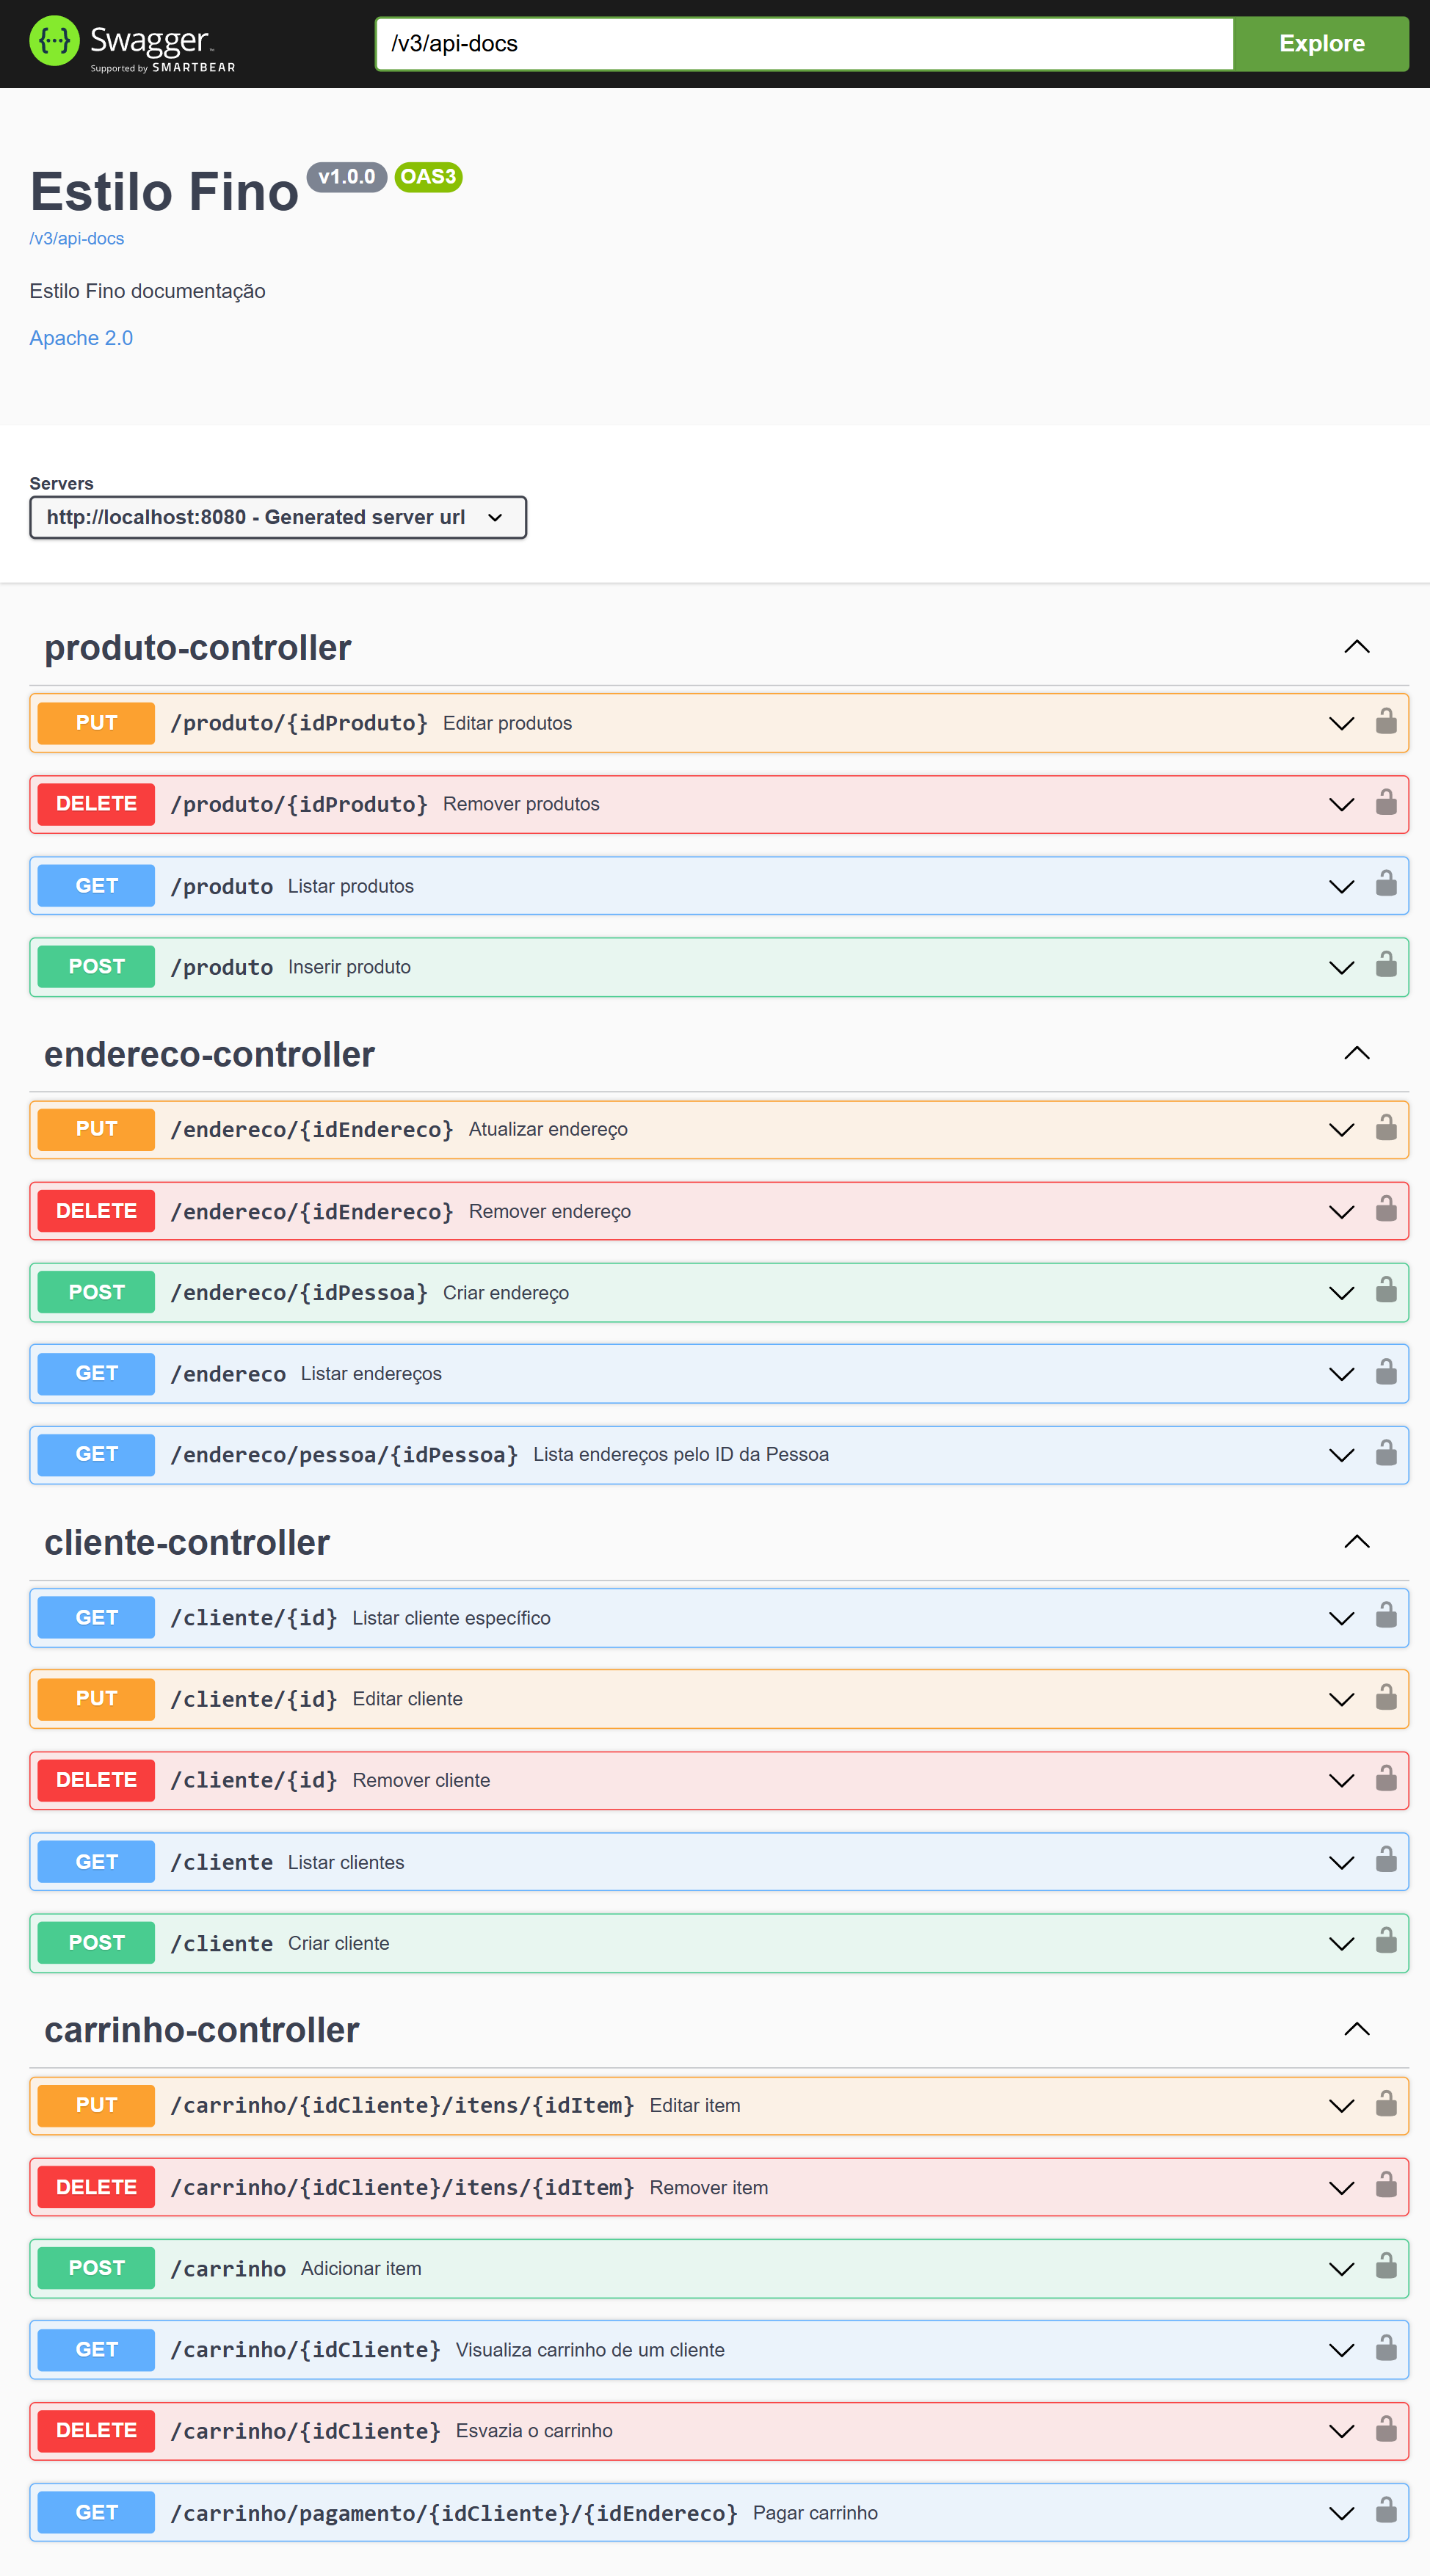 Swagger™
Supported by SMARTBEAR
/v3/api-docs
Explore
Estilo Fino v1.0.0 OAS3
/v3/api-docs
Estilo Fino documentação
Apache 2.0
Servers
http://localhost:8080 - Generated server url
produto-controller
PUT /produto/{idProduto} Editar produtos
DELETE /produto/{idProduto} Remover produtos
GET /produto Listar produtos
POST /produto Inserir produto
endereco-controller
PUT /endereco/{idEndereco} Atualizar endereço
DELETE /endereco/{idEndereco} Remover endereço
POST /endereco/{idPessoa} Criar endereço
GET /endereco Listar endereços
GET /endereco/pessoa/{idPessoa} Lista endereços pelo ID da Pessoa
cliente-controller
GET /cliente/{id} Listar cliente específico
PUT /cliente/{id} Editar cliente
DELETE /cliente/{id} Remover cliente
GET /cliente Listar clientes
POST /cliente Criar cliente
carrinho-controller
PUT /carrinho/{idCliente}/itens/{idItem} Editar item
DELETE /carrinho/{idCliente}/itens/{idItem} Remover item
POST /carrinho Adicionar item
GET /carrinho/{idCliente} Visualiza carrinho de um cliente
DELETE /carrinho/{idCliente} Esvazia o carrinho
GET /carrinho/pagamento/{idCliente}/{idEndereco} Pagar carrinho